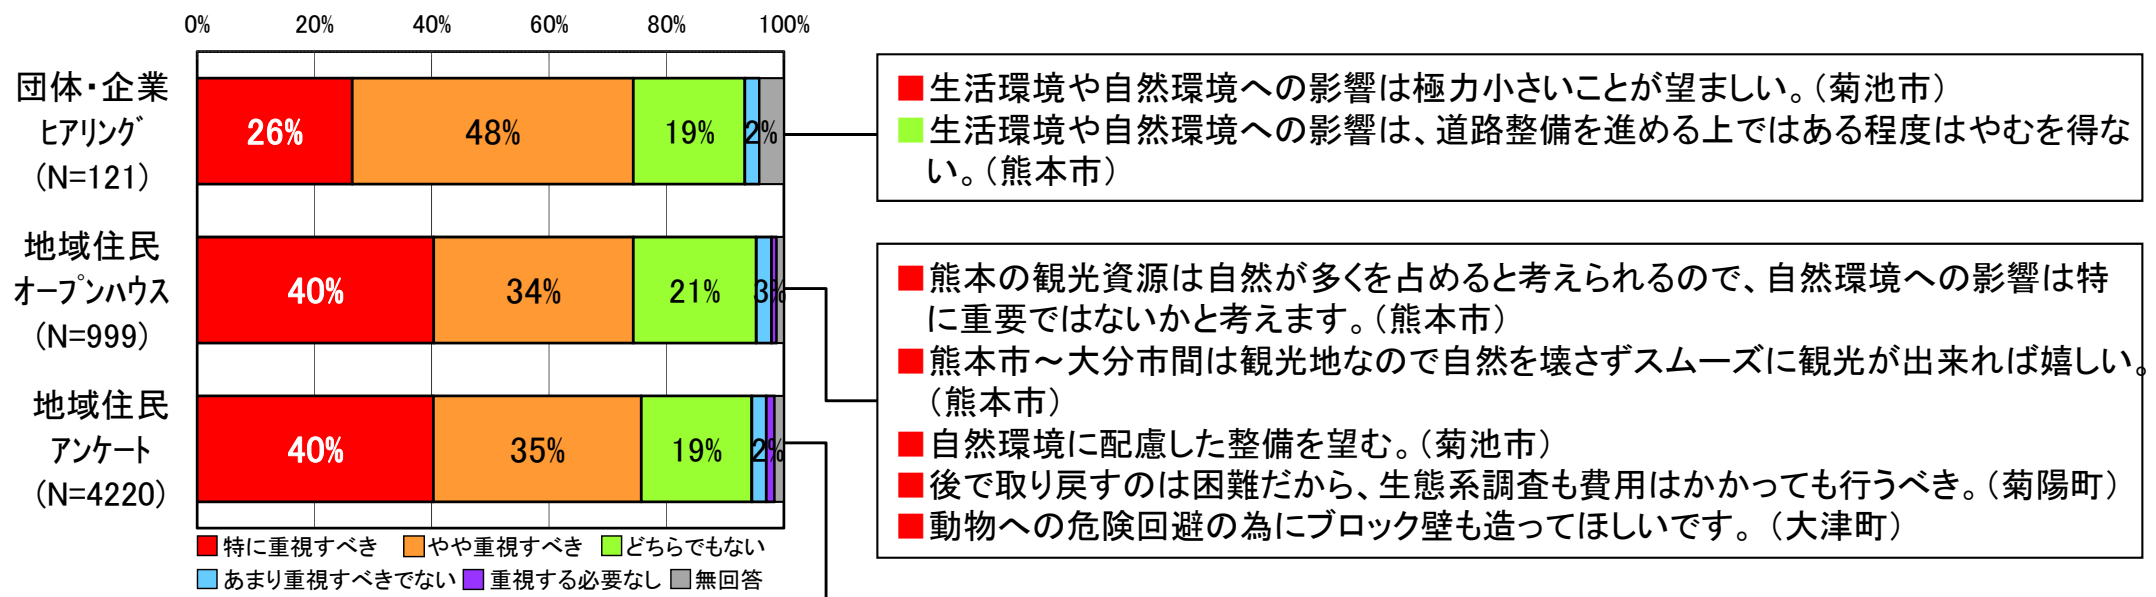 0% 20% 40% 60% 80% 100%
団体・企業
ヒアリング
(N=121)
26% 48% 19% 2%
地域住民
オープンハウス
(N=999)
40% 34% 21% 3%
地域住民
アンケート
(N=4220)
40% 35% 19% 2%
特に重視すべき やや重視すべき どちらでもない
あまり重視すべきでない 重視する必要なし 無回答
■生活環境や自然環境への影響は極力小さいことが望ましい。（菊池市）
■生活環境や自然環境への影響は、道路整備を進める上ではある程度はやむを得な
い。（熊本市）
■熊本の観光資源は自然が多くを占めると考えられるので、自然環境への影響は特
に重要ではないかと考えます。（熊本市）
■熊本市～大分市間は観光地なので自然を壊さずスムーズに観光が出来れば嬉しい。
（熊本市）
■自然環境に配慮した整備を望む。（菊池市）
■後で取り戻すのは困難だから、生態系調査も費用はかかっても行うべき。（菊陽町）
■動物への危険回避の為にブロック壁も造ってほしいです。（大津町）